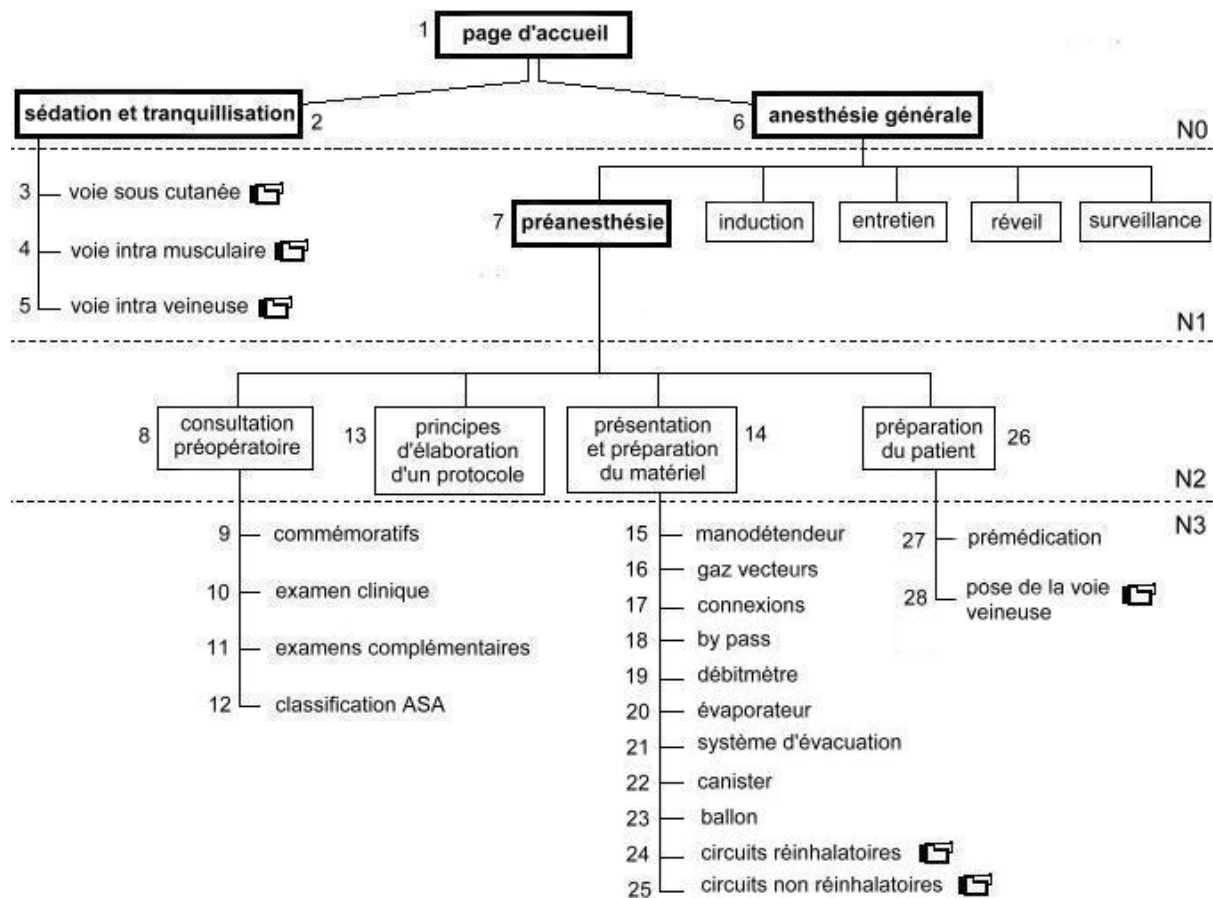 1 page d'accueil
sédation et tranquillisation 2
6 anesthésie générale
N0
3 voie sous cutanée
4 voie intra musculaire
5 voie intra veineuse
7 préanesthésie
induction
entretien
réveil
surveillance
N1
8 consultation
préopératoire
13 principes
d'élaboration
d'un protocole
présentation
et préparation
du matériel
14
préparation
du patient
26
N2
N3
9 commémoratifs
10 examen clinique
11 examens complémentaires
12 classification ASA
15 manodétendeur
16 gaz vecteurs
17 connexions
18 by pass
19 débitmètre
20 évaporateur
21 système d'évacuation
22 canister
23 ballon
24 circuits réinhalatoires
25 circuits non réinhalatoires
27 prémédication
28 pose de la voie
veineuse